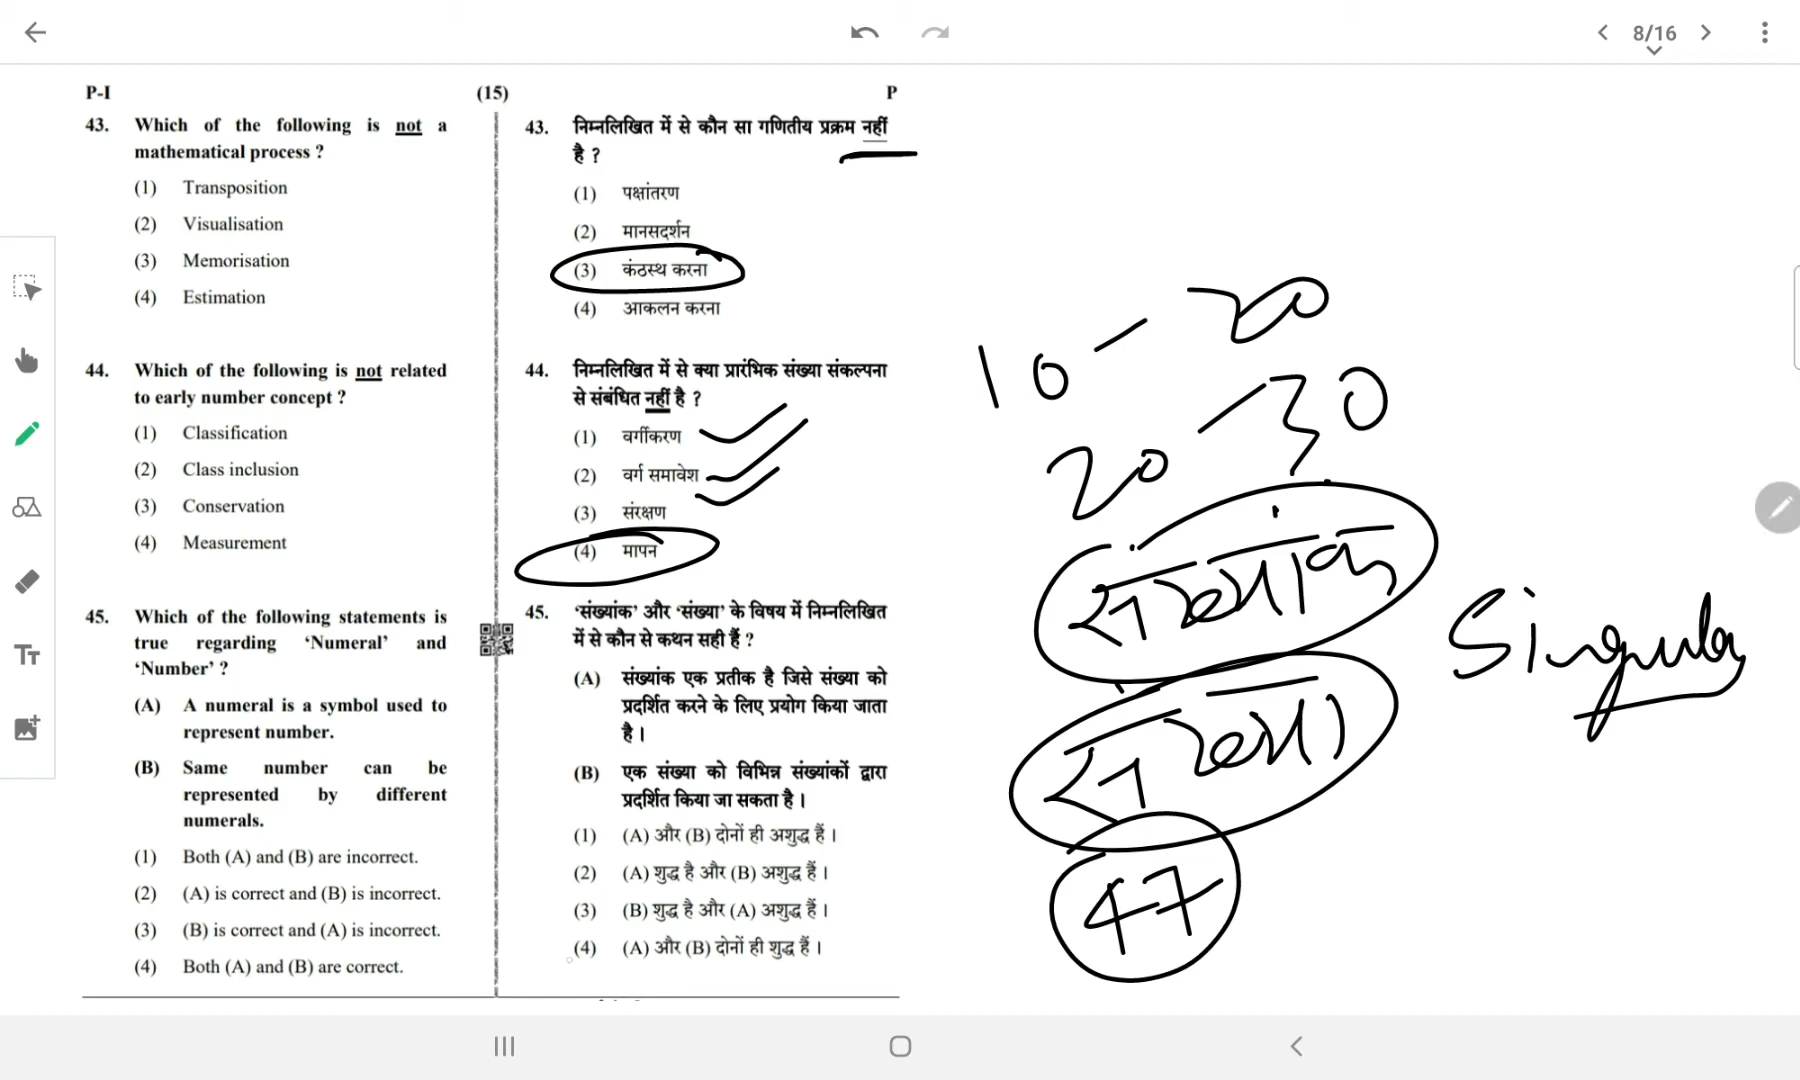 8/16
P-I
(15)
P
43. Which of the following is not a
mathematical process ?
(1) Transposition
(2) Visualisation
(3) Memorisation
(4) Estimation
44. Which of the following is not related
to early number concept ?
(1) Classification
(2) Class inclusion
(3) Conservation
(4) Measurement
45. Which of the following statements is
true regarding ‘Numeral’ and
‘Number’ ?
(A) A numeral is a symbol used to
represent number.
(B) Same number can be
represented by different
numerals.
(1) Both (A) and (B) are incorrect.
(2) (A) is correct and (B) is incorrect.
(3) (B) is correct and (A) is incorrect.
(4) Both (A) and (B) are correct.
43. निम्नलिखित में से कौन सा गणितीय प्रक्रम नहीं
है ?
(1) पक्षांतरण
(2) मानसदर्शन
(3) कंठस्थ करना
(4) आकलन करना
44. निम्नलिखित में से क्या प्रारंभिक संख्या संकल्पना
से संबंधित नहीं है ?
(1) वर्गीकरण
(2) वर्ग समावेश
(3) संरक्षण
(4) मापन
45. ‘संख्यांक’ और ‘संख्या’ के विषय में निम्नलिखित
में से कौन से कथन सही हैं ?
(A) संख्यांक एक प्रतीक है जिसे संख्या को
प्रदर्शित करने के लिए प्रयोग किया जाता
है।
(B) एक संख्या को विभिन्न संख्यांकों द्वारा
प्रदर्शित किया जा सकता है।
(1) (A) और (B) दोनों ही अशुद्ध हैं।
(2) (A) शुद्ध है और (B) अशुद्ध हैं।
(3) (B) शुद्ध है और (A) अशुद्ध हैं।
(4) (A) और (B) दोनों ही शुद्ध हैं।
10 - 20
20 - 30
संख्यांक
Singular
संख्या
47
TT